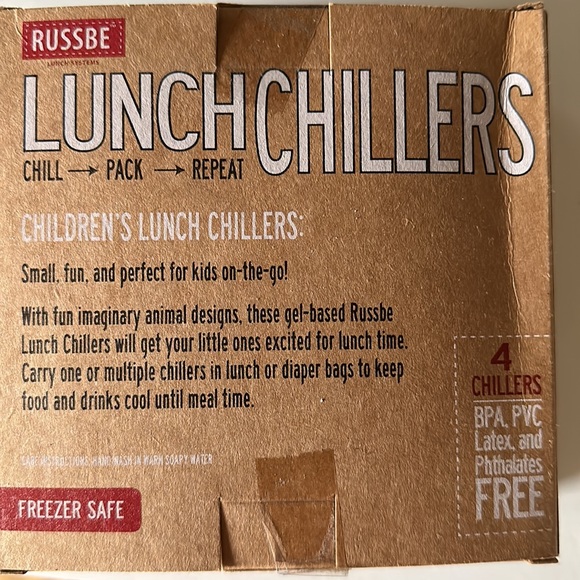 RUSSBE
LUNCH SYSTEMS
LUNCH CHILLERS
CHILL → PACK → REPEAT
CHILDREN'S LUNCH CHILLERS:
Small, fun, and perfect for kids on-the-go!
With fun imaginary animal designs, these gel-based Russbe
Lunch Chillers will get your little ones excited for lunch time.
Carry one or multiple chillers in lunch or diaper bags to keep
food and drinks cool until meal time.
4
CHILLERS
BPA, PVC
Latex, and
Phthalates
FREE
CARE INSTRUCTIONS: HAND WASH IN WARM SOAPY WATER
FREEZER SAFE